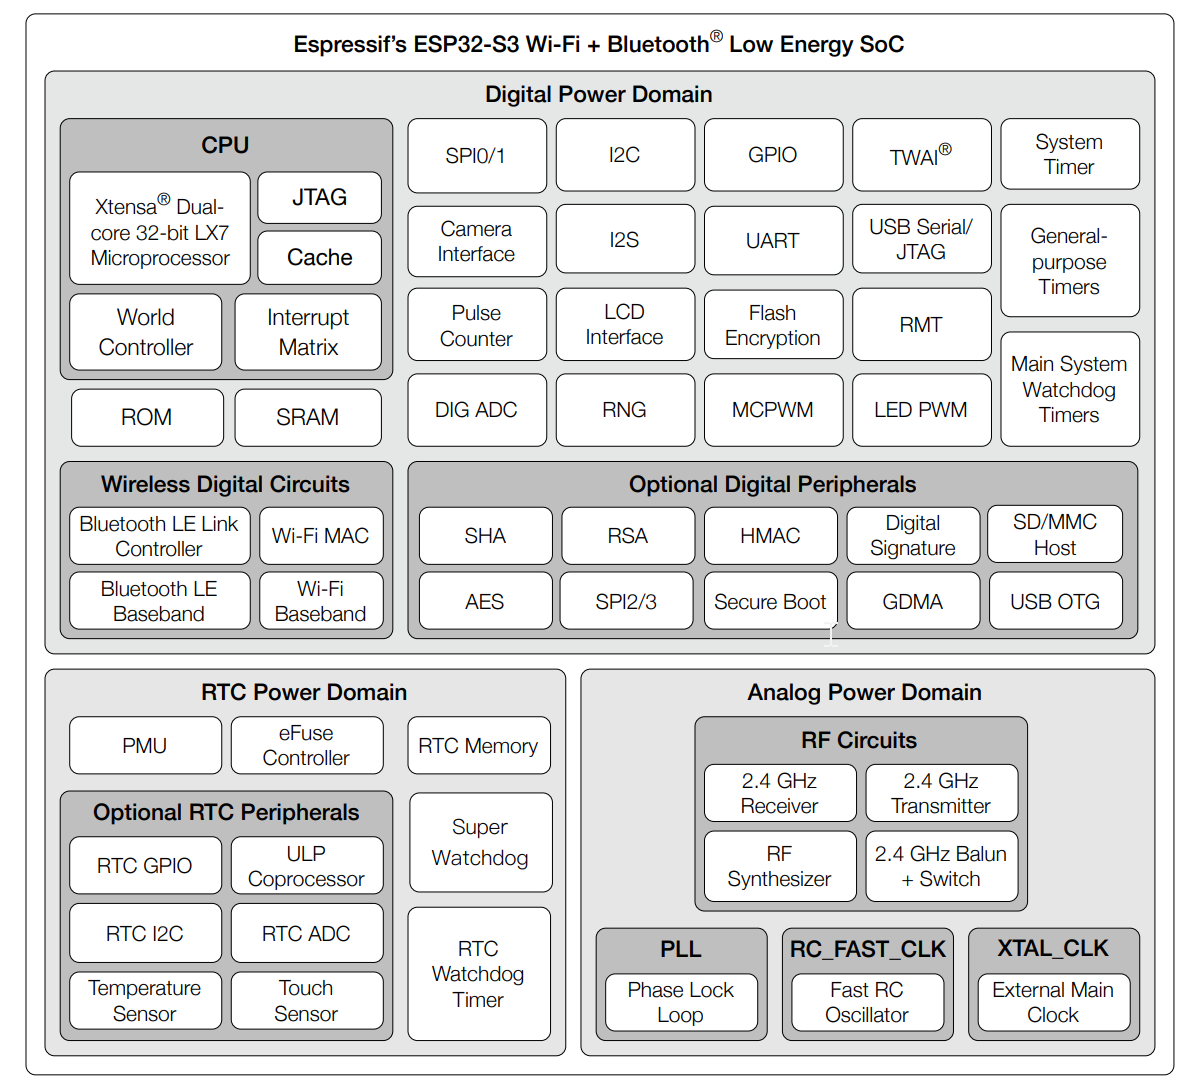 Espressif's ESP32-S3 Wi-Fi + Bluetooth® Low Energy SoC
Digital Power Domain
CPU
Xtensa® Dual-
core 32-bit LX7
Microprocessor
JTAG
Cache
World
Controller
Interrupt
Matrix
ROM
SRAM
SPI0/1
I2C
GPIO
TWAI®
System
Timer
Camera
Interface
I2S
UART
USB Serial/
JTAG
General-
purpose
Timers
Pulse
Counter
LCD
Interface
Flash
Encryption
RMT
Main System
Watchdog
Timers
DIG ADC
RNG
MCPWM
LED PWM
Wireless Digital Circuits
Bluetooth LE Link
Controller
Wi-Fi MAC
Bluetooth LE
Baseband
Wi-Fi
Baseband
Optional Digital Peripherals
SHA
RSA
HMAC
Digital
Signature
SD/MMC
Host
AES
SPI2/3
Secure Boot
GDMA
USB OTG
RTC Power Domain
PMU
eFuse
Controller
RTC Memory
Optional RTC Peripherals
RTC GPIO
ULP
Coprocessor
RTC I2C
RTC ADC
Temperature
Sensor
Touch
Sensor
Super
Watchdog
RTC
Watchdog
Timer
Analog Power Domain
RF Circuits
2.4 GHz
Receiver
2.4 GHz
Transmitter
RF
Synthesizer
2.4 GHz Balun
+ Switch
PLL
Phase Lock
Loop
RC_FAST_CLK
Fast RC
Oscillator
XTAL_CLK
External Main
Clock